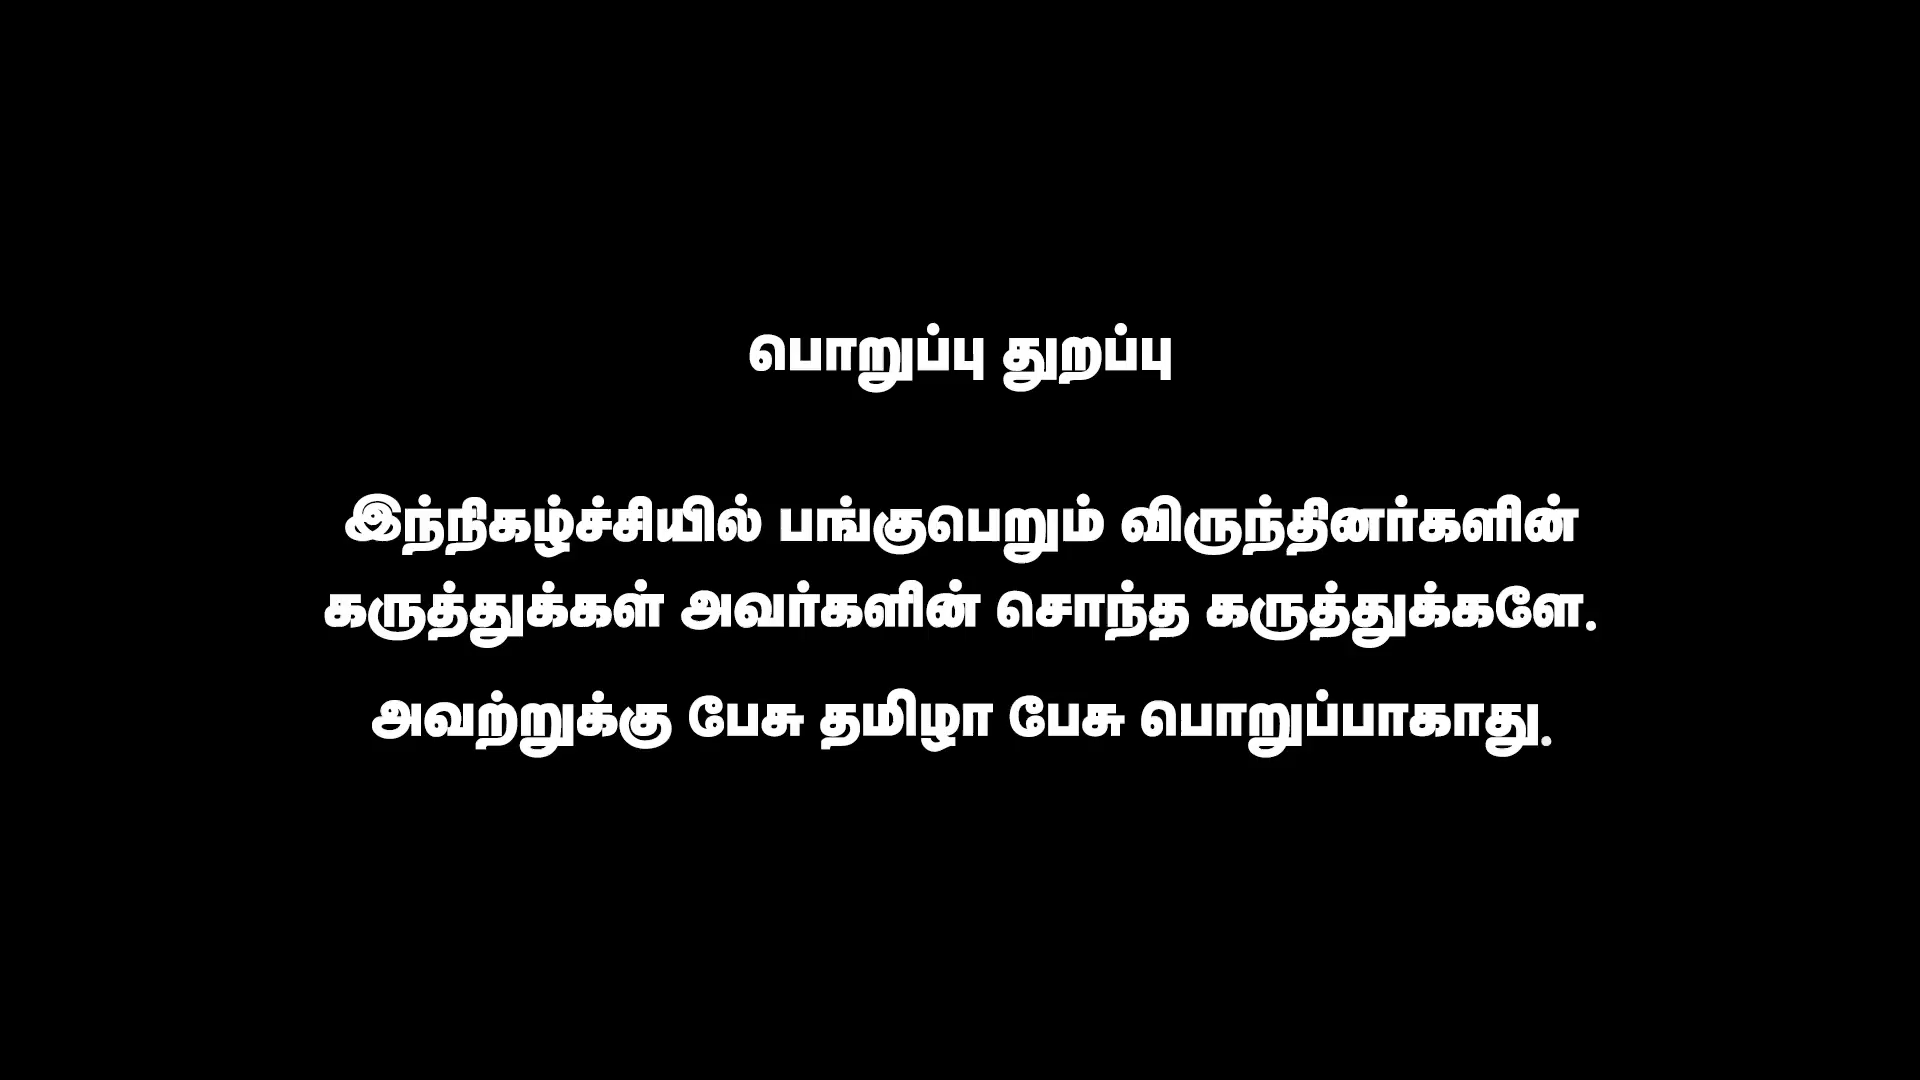 பொறுப்பு துறப்பு
இந்நிகழ்ச்சியில் பங்குபெறும் விருந்தினர்களின்
கருத்துக்கள் அவர்களின் சொந்த கருத்துக்களே.
அவற்றுக்கு பேசு தமிழா பேசு பொறுப்பாகாது.